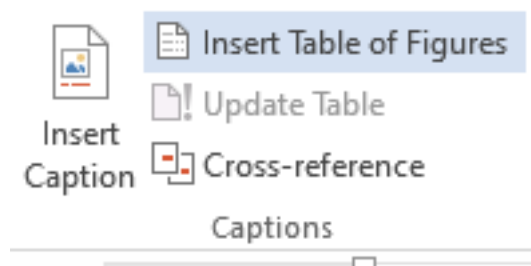 Insert Table of Figures
Update Table
Insert
Caption
Cross-reference
Captions